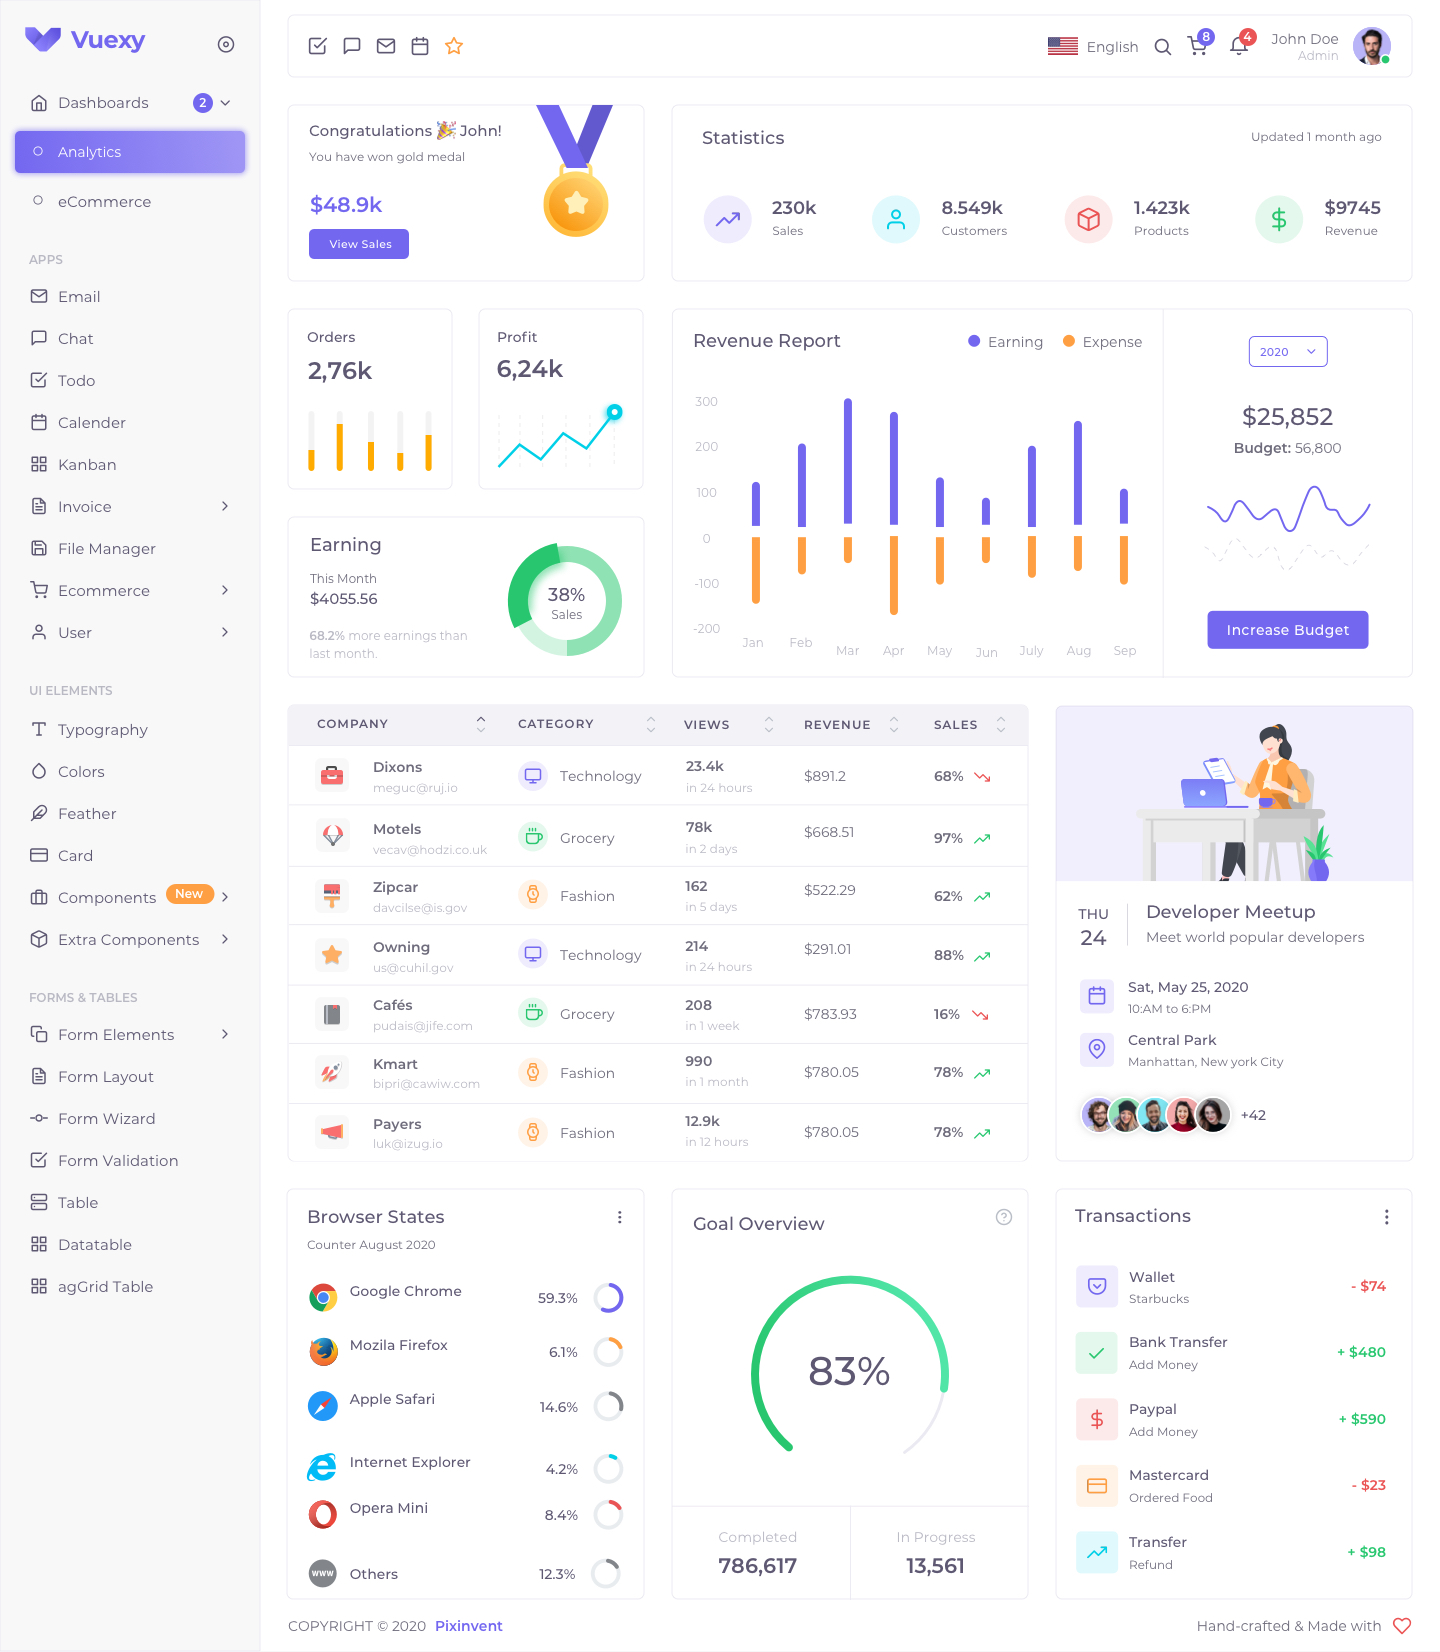 Vuexy
Dashboards
2
Analytics
eCommerce
APPS
Email
Chat
Todo
Calender
Kanban
Invoice
File Manager
Ecommerce
User
UI ELEMENTS
Typography
Colors
Feather
Card
Components
New
Extra Components
FORMS & TABLES
Form Elements
Form Layout
Form Wizard
Form Validation
Table
Datatable
agGrid Table
English
8
4
John Doe
Admin
Congratulations 🎉 John!
You have won gold medal
$48.9k
View Sales
Statistics
Updated 1 month ago
230k
Sales
8.549k
Customers
1.423k
Products
$9745
Revenue
Orders
2,76k
Profit
6,24k
Earning
This Month
$4055.56
68.2% more earnings than
last month.
38%
Sales
Revenue Report
Earning
Expense
300
200
100
0
-100
-200
Jan
Feb
Mar
Apr
May
Jun
July
Aug
Sep
2020
$25,852
Budget: 56,800
Increase Budget
COMPANY CATEGORY VIEWS REVENUE SALES
Dixons
meguc@ruj.io
Technology
23.4k
in 24 hours
$891.2
68%
Motels
vecav@hodzi.co.uk
Grocery
78k
in 2 days
$668.51
97%
Zipcar
davcilse@is.gov
Fashion
162
in 5 days
$522.29
62%
Owning
us@cuhil.gov
Technology
214
in 24 hours
$291.01
88%
Cafés
pudais@jife.com
Grocery
208
in 1 week
$783.93
16%
Kmart
bipri@cawiw.com
Fashion
990
in 1 month
$780.05
78%
Payers
luk@izug.io
Fashion
12.9k
in 12 hours
$780.05
78%
THU
24
Developer Meetup
Meet world popular developers
Sat, May 25, 2020
10:AM to 6:PM
Central Park
Manhattan, New york City
+42
Browser States
Counter August 2020
Google Chrome
59.3%
Mozila Firefox
6.1%
Apple Safari
14.6%
Internet Explorer
4.2%
Opera Mini
8.4%
www
Others
12.3%
Goal Overview
83%
Completed
786,617
In Progress
13,561
Transactions
Wallet
Starbucks
- $74
Bank Transfer
Add Money
+ $480
Paypal
Add Money
+ $590
Mastercard
Ordered Food
- $23
Transfer
Refund
+ $98
COPYRIGHT © 2020 Pixinvent
Hand-crafted & Made with